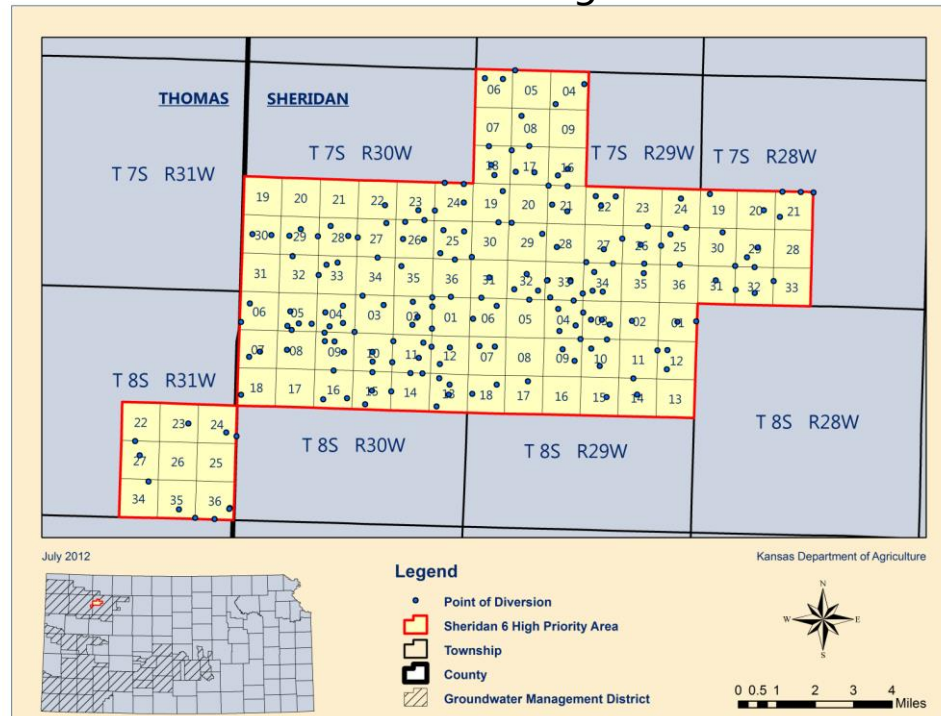 g
THOMAS SHERIDAN
06 05 04
07 08 09
T 7S R31W
T 7S R30W
18 17 16
T 7S R29W
T 7S R28W
19 20 21 22 23 24 19 20 21 22 23 24 19 20 21
30 29 28 27 26 25 30 29 28 27 26 25 30 29 28
31 32 33 34 35 36 31 32 33 34 35 36 31 32 33
06 05 04 03 02 01 06 05 04 03 02 01
07 08 09 10 11 12 07 08 09 10 11 12
18 17 16 15 14 13 18 17 16 15 14 13
T 8S R31W
22 23 24
27 26 25
34 35 36
T 8S R30W
T 8S R29W
T 8S R28W
July 2012
Kansas Department of Agriculture
Legend
Point of Diversion
Sheridan 6 High Priority Area
Township
County
Groundwater Management District
N
W E
S
0 0.5 1 2 3 4
Miles